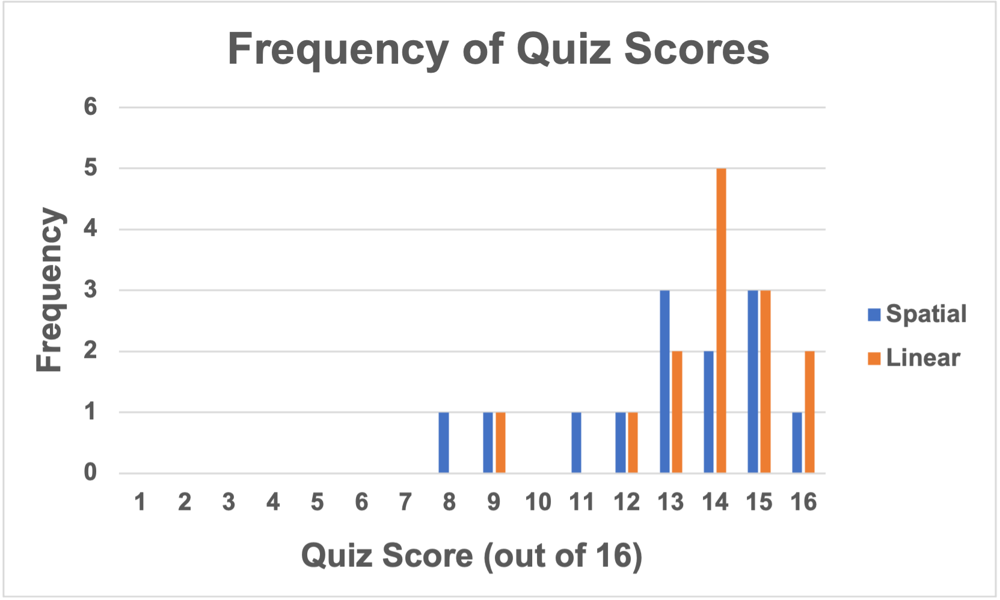 Frequency of Quiz Scores
6
5
4
3
2
1
0
Frequency
1 2 3 4 5 6 7 8 9 10 11 12 13 14 15 16
Quiz Score (out of 16)
Spatial
Linear